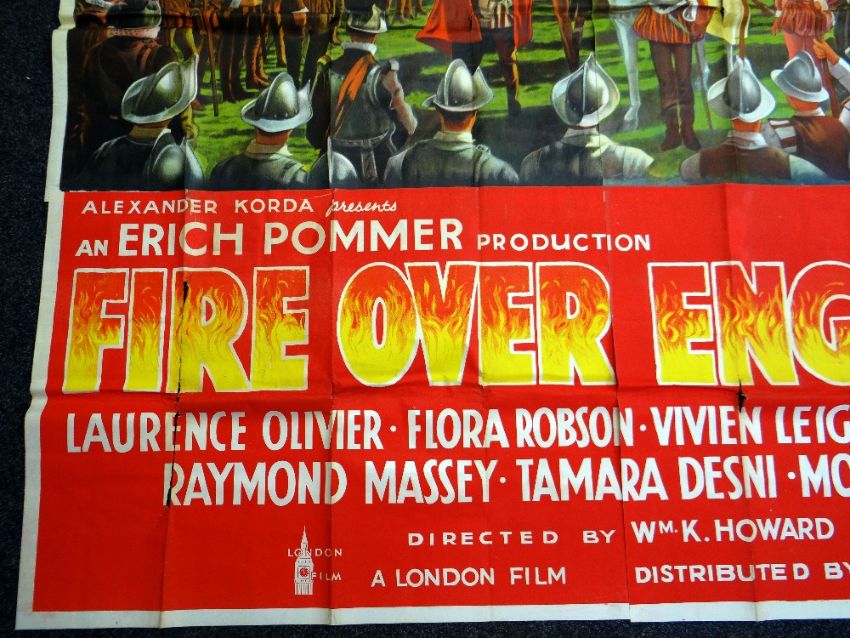 ALEXANDER KORDA presents
AN ERICH POMMER PRODUCTION
FIRE OVER ENG
LAURENCE OLIVIER · FLORA ROBSON · VIVIEN LEIG
RAYMOND MASSEY · TAMARA DESNI · MO
DIRECTED BY WM. K. HOWARD
LONDON
FILM
A LONDON FILM
DISTRIBUTED BY